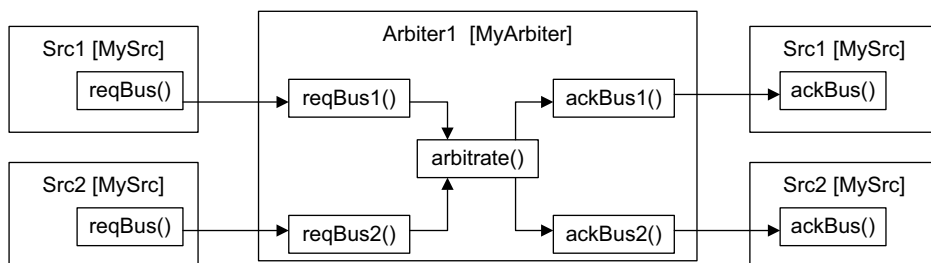 Src1 [MySrc]
reqBus()
Src2 [MySrc]
reqBus()
Arbiter1 [MyArbiter]
reqBus1()
ackBus1()
arbitrate()
reqBus2()
ackBus2()
Src1 [MySrc]
ackBus()
Src2 [MySrc]
ackBus()